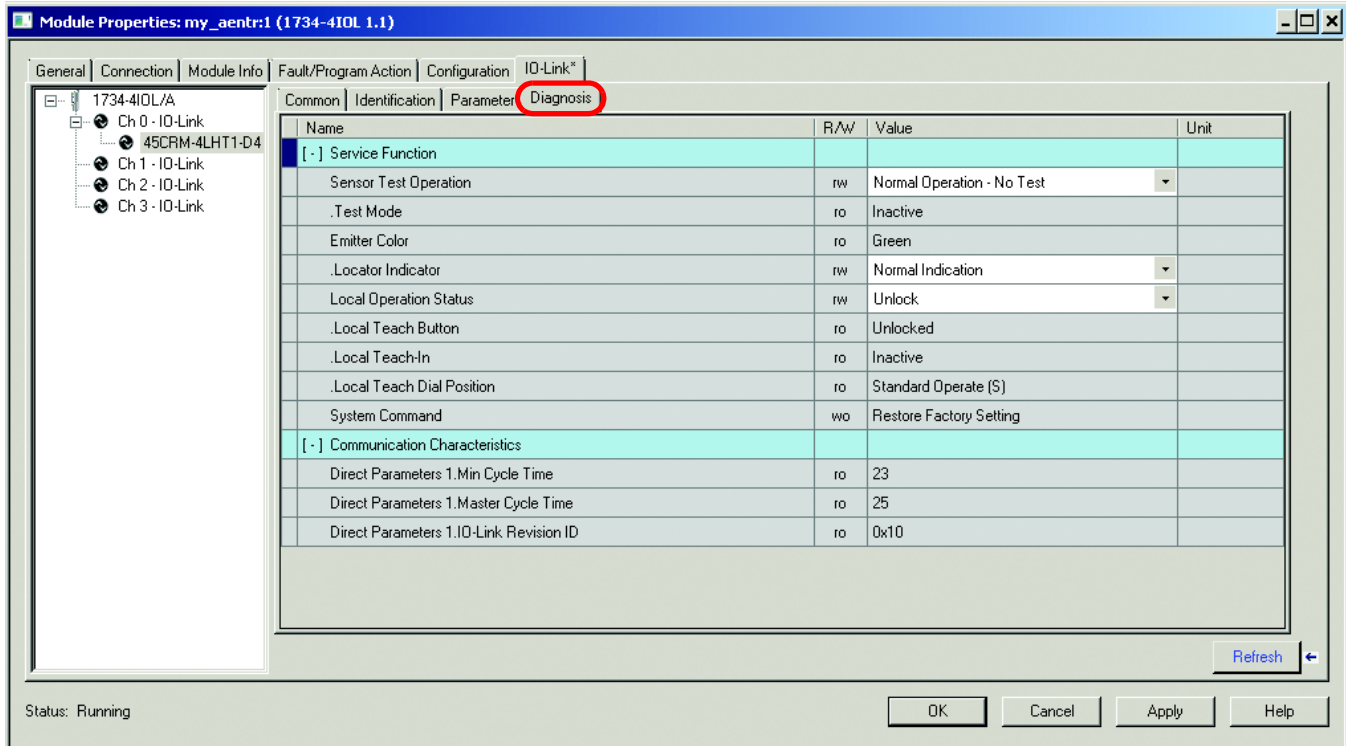 Module Properties: my_aentr:1 (1734-4IOL 1.1)
General Connection Module Info Fault/Program Action Configuration IO-Link*
1734-4IOL/A
Ch 0 - IO-Link
45CRM-4LHT1-D4
Ch 1 - IO-Link
Ch 2 - IO-Link
Ch 3 - IO-Link
Common Identification Parameter Diagnosis
Name R/W Value Unit
[-] Service Function
Sensor Test Operation rw Normal Operation - No Test
.Test Mode ro Inactive
Emitter Color ro Green
.Locator Indicator rw Normal Indication
Local Operation Status rw Unlock
.Local Teach Button ro Unlocked
.Local Teach-In ro Inactive
.Local Teach Dial Position ro Standard Operate (S)
System Command wo Restore Factory Setting
[-] Communication Characteristics
Direct Parameters 1.Min Cycle Time ro 23
Direct Parameters 1.Master Cycle Time ro 25
Direct Parameters 1.IO-Link Revision ID ro 0x10
Refresh
Status: Running
OK Cancel Apply Help